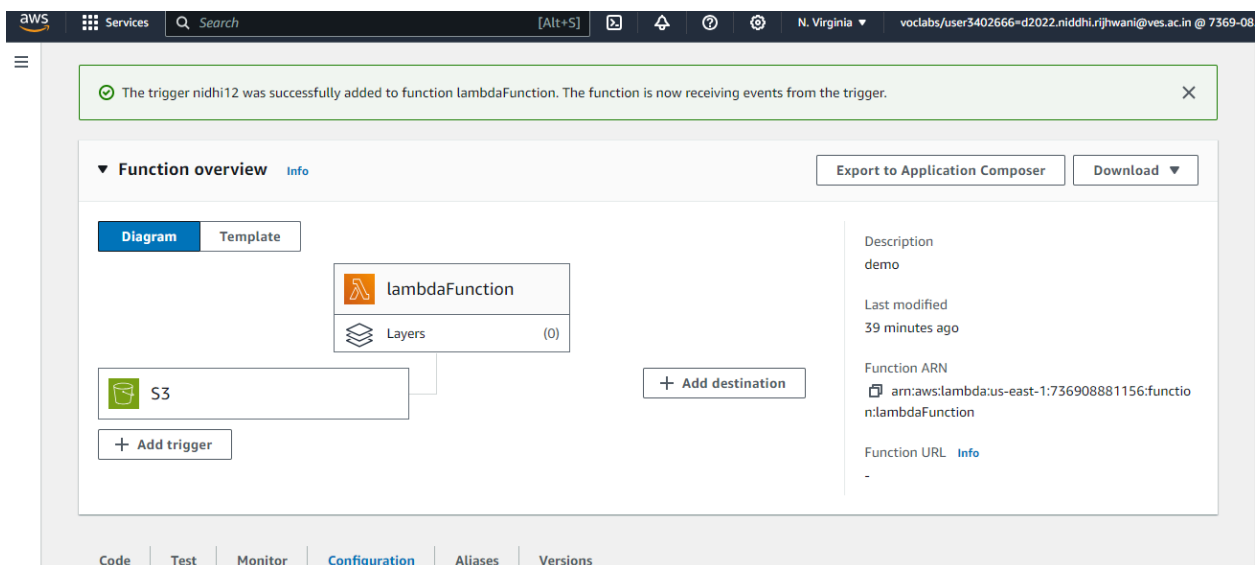 aws
Services
Search
[Alt+S]
N. Virginia ▼
voclabs/user3402666=d2022.niddhi.rijhwani@ves.ac.in @ 7369-08
The trigger nidhi12 was successfully added to function lambdaFunction. The function is now receiving events from the trigger.
▼ Function overview Info
Export to Application Composer
Download ▼
Diagram
Template
lambdaFunction
Layers
(0)
S3
+ Add trigger
+ Add destination
Description
demo
Last modified
39 minutes ago
Function ARN
arn:aws:lambda:us-east-1:736908881156:functio
n:lambdaFunction
Function URL Info
-
Code
Test
Monitor
Configuration
Aliases
Versions